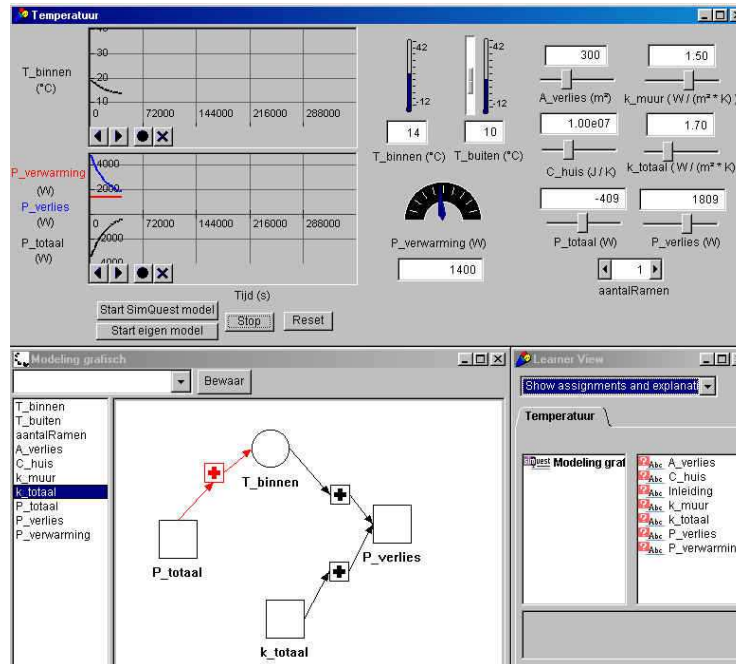 Temperatuur
T_binnen
(°C)
40
30
20
10
0 72000 144000 216000 288000
P_verwarming
(W)
P_verlies
(W)
P_totaal
(W)
4000
2000
0 72000 144000 216000 288000
-2000
4000
Tijd (s)
Start SimQuest model
Start eigen model
Stop
Reset
-42
-12
14
T_binnen (°C)
-42
-12
10
T_buiten (°C)
P_verwarming (W)
1400
300
A_verlies (m²)
1.50
k_muur ( W / (m² * K) )
1.00e07
C_huis (J / K)
1.70
k_totaal ( W / (m² * K)
-409
P_totaal (W)
1809
P_verlies (W)
1
aantalRamen
Modeling grafisch
Bewaar
T_binnen
T_buiten
aantalRamen
A_verlies
C_huis
k_muur
k_totaal
P_totaal
P_verlies
P_verwarming
T_binnen
P_totaal
P_verlies
k_totaal
Learner View
Show assignments and explanati
Temperatuur
Modeling graf
A_verlies
C_huis
Inleiding
k_muur
k_totaal
P_verlies
P_verwarmin